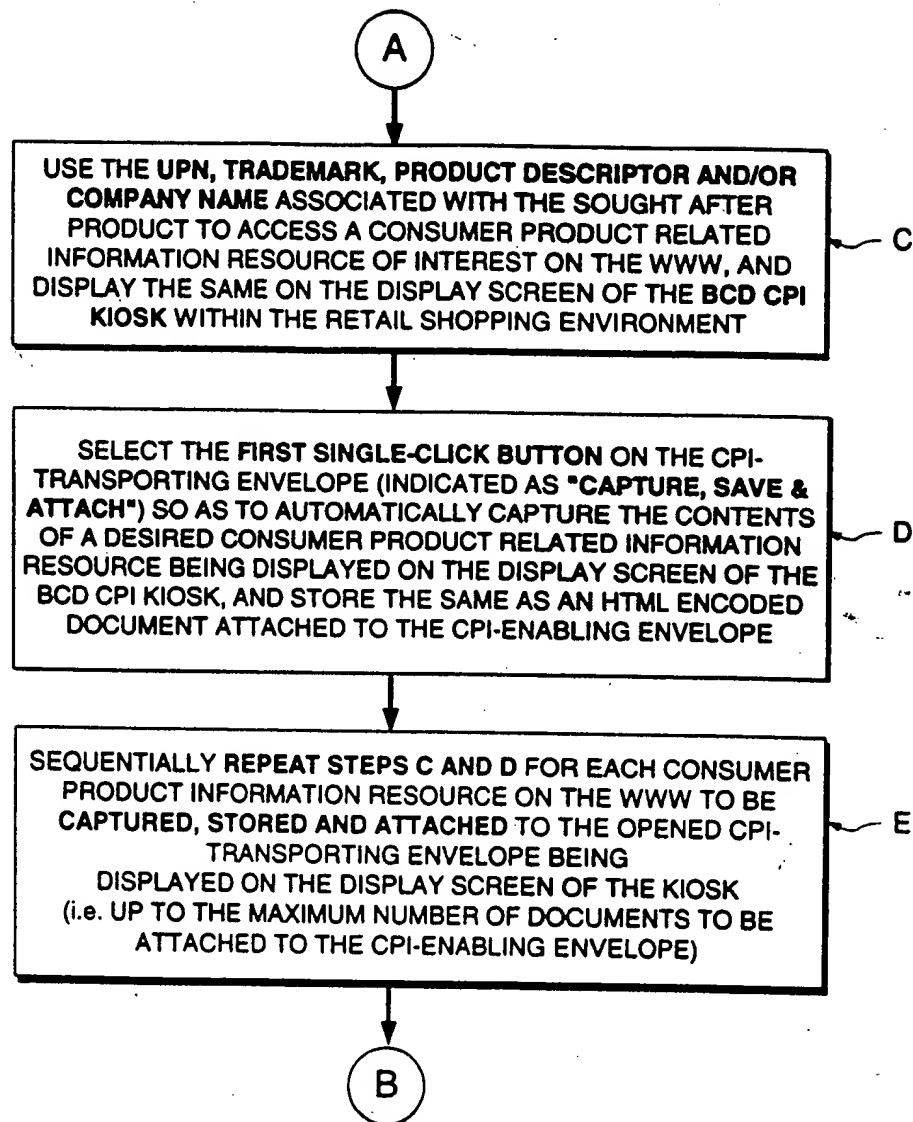 A
USE THE UPN, TRADEMARK, PRODUCT DESCRIPTOR AND/OR
COMPANY NAME ASSOCIATED WITH THE SOUGHT AFTER
PRODUCT TO ACCESS A CONSUMER PRODUCT RELATED
INFORMATION RESOURCE OF INTEREST ON THE WWW, AND
DISPLAY THE SAME ON THE DISPLAY SCREEN OF THE BCD CPI
KIOSK WITHIN THE RETAIL SHOPPING ENVIRONMENT
C
SELECT THE FIRST SINGLE-CLICK BUTTON ON THE CPI-
TRANSPORTING ENVELOPE (INDICATED AS "CAPTURE, SAVE &
ATTACH") SO AS TO AUTOMATICALLY CAPTURE THE CONTENTS
OF A DESIRED CONSUMER PRODUCT RELATED INFORMATION
RESOURCE BEING DISPLAYED ON THE DISPLAY SCREEN OF THE
BCD CPI KIOSK, AND STORE THE SAME AS AN HTML ENCODED
DOCUMENT ATTACHED TO THE CPI-ENABLING ENVELOPE
D
SEQUENTIALLY REPEAT STEPS C AND D FOR EACH CONSUMER
PRODUCT INFORMATION RESOURCE ON THE WWW TO BE
CAPTURED, STORED AND ATTACHED TO THE OPENED CPI-
TRANSPORTING ENVELOPE BEING
DISPLAYED ON THE DISPLAY SCREEN OF THE KIOSK
(i.e. UP TO THE MAXIMUM NUMBER OF DOCUMENTS TO BE
ATTACHED TO THE CPI-ENABLING ENVELOPE)
E
B